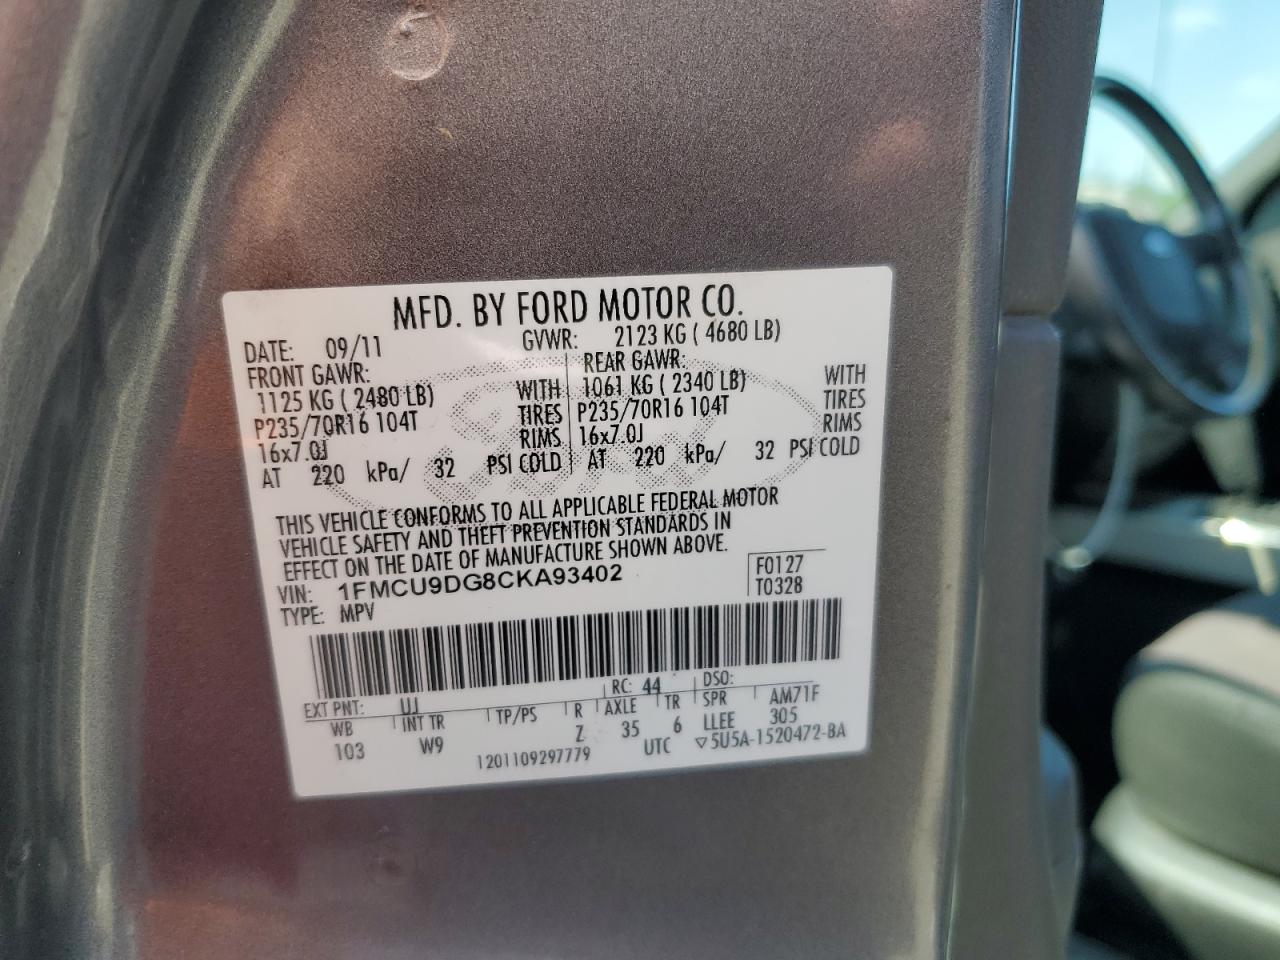 MFD. BY FORD MOTOR CO.
DATE: 09/11 GVWR: 2123 KG ( 4680 LB)
FRONT GAWR: REAR GAWR:
1125 KG ( 2480 LB) WITH 1061 KG ( 2340 LB) WITH
P235/70R16 104T TIRES P235/70R16 104T TIRES
16x7.0J RIMS 16x7.0J RIMS
AT 220 kPa/ 32 PSI COLD AT 220 kPa/ 32 PSI COLD
THIS VEHICLE CONFORMS TO ALL APPLICABLE FEDERAL MOTOR
VEHICLE SAFETY AND THEFT PREVENTION STANDARDS IN
EFFECT ON THE DATE OF MANUFACTURE SHOWN ABOVE.
VIN: 1FMCU9DG8CKA93402 F0127
TYPE: MPV T0328
EXT PNT: UJ RC: 44 DSO:
WB INT TR TP/PS R AXLE TR SPR AM71F
103 W9 Z 35 6 LLEE 305
1201109297779 UTC ▽5U5A-1520472-BA